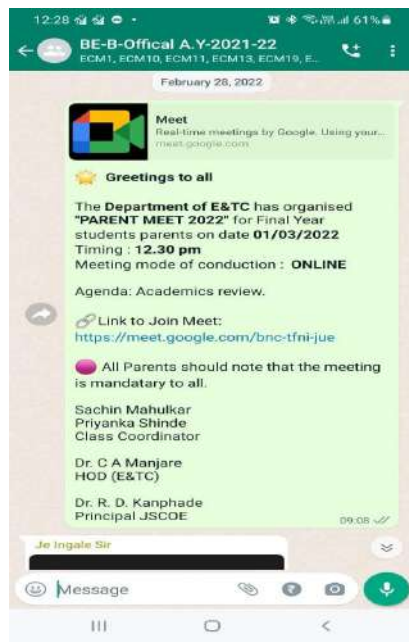 12:28
61%
BE-B-Offical A.Y-2021-22
ECM1, ECM10, ECM11, ECM13, ECM19, E...
February 28, 2022
Meet
Real-time meetings by Google. Using your...
meet.google.com
Greetings to all
The Department of E&TC has organised
"PARENT MEET 2022" for Final Year
students parents on date 01/03/2022
Timing : 12.30 pm
Meeting mode of conduction : ONLINE
Agenda: Academics review.
Link to Join Meet:
https://meet.google.com/bnc-tfni-jue
All Parents should note that the meeting
is mandatary to all.
Sachin Mahulkar
Priyanka Shinde
Class Coordinator
Dr. C A Manjare
HOD (E&TC)
Dr. R. D. Kanphade
Principal JSCOE
09:08
Je Ingale Sir
Message